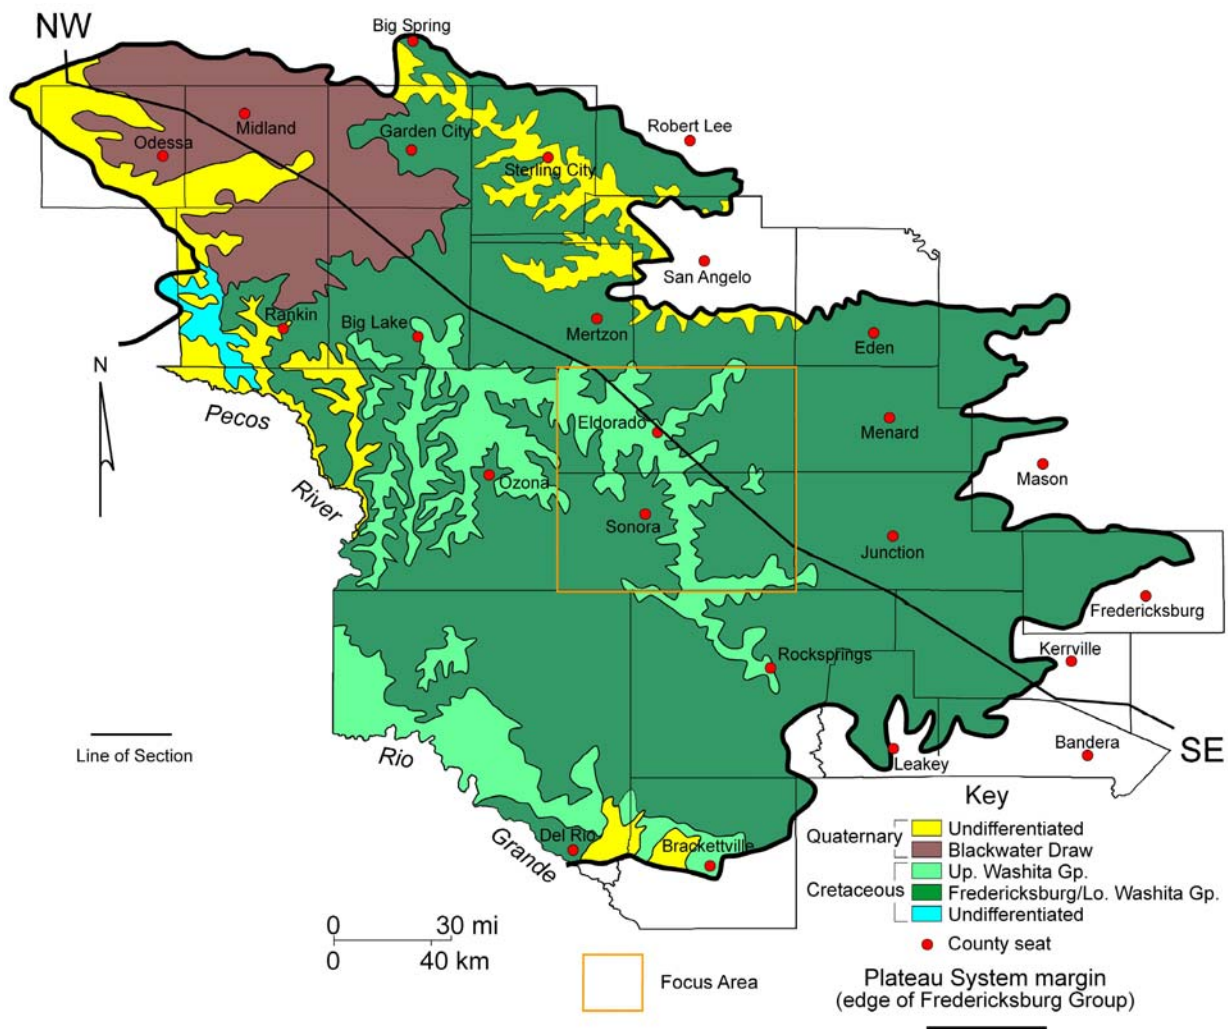 NW
Big Spring
Midland
Odessa
Garden City
Robert Lee
Sterling City
San Angelo
Rankin
Big Lake
Mertzon
Eden
N
Pecos
River
Eldorado
Menard
Ozona
Mason
Sonora
Junction
Fredericksburg
Kerrville
Rocksprings
Line of Section
Rio
Grande
Leakey
Bandera
SE
Del Rio
Brackettville
Key
Quaternary
Undifferentiated
Blackwater Draw
Cretaceous
Up. Washita Gp.
Fredericksburg/Lo. Washita Gp.
Undifferentiated
County seat
0 30 mi
0 40 km
Focus Area
Plateau System margin
(edge of Fredericksburg Group)